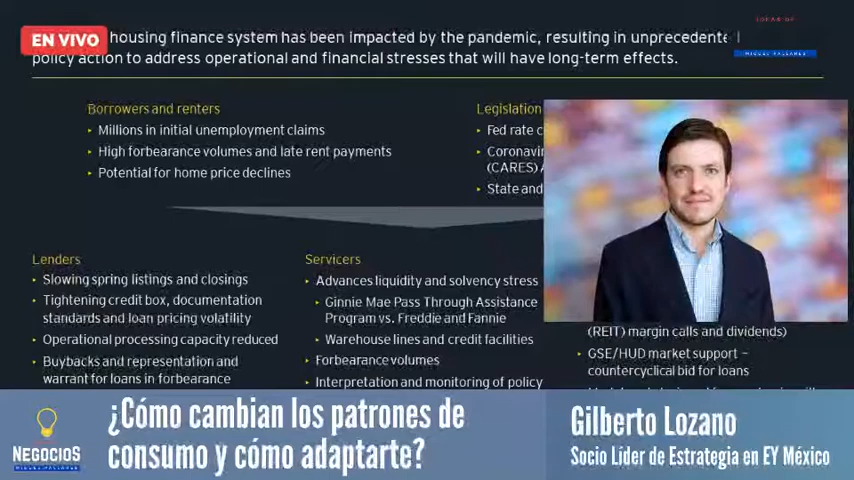 EN VIVO
housing finance system has been impacted by the pandemic, resulting in unprecedente
policy action to address operational and financial stresses that will have long-term effects.
MIGUEL PALLARES
Borrowers and renters
Millions in initial unemployment claims
High forbearance volumes and late rent payments
Potential for home price declines
Legislation
Fed rate c
Coronavir
(CARES) A
State and
Lenders
Slowing spring listings and closings
Tightening credit box, documentation
standards and loan pricing volatility
Operational processing capacity reduced
Buybacks and representation and
warrant for loans in forbearance
Servicers
Advances liquidity and solvency stress
Ginnie Mae Pass Through Assistance
Program vs. Freddie and Fannie
Warehouse lines and credit facilities
Forbearance volumes
Interpretation and monitoring of policy
(REIT) margin calls and dividends)
GSE/HUD market support –
countercyclical bid for loans
NEGOCIOS
MIGUEL PALLARES
¿Cómo cambian los patrones de
consumo y cómo adaptarte?
Gilberto Lozano
Socio Líder de Estrategia en EY México